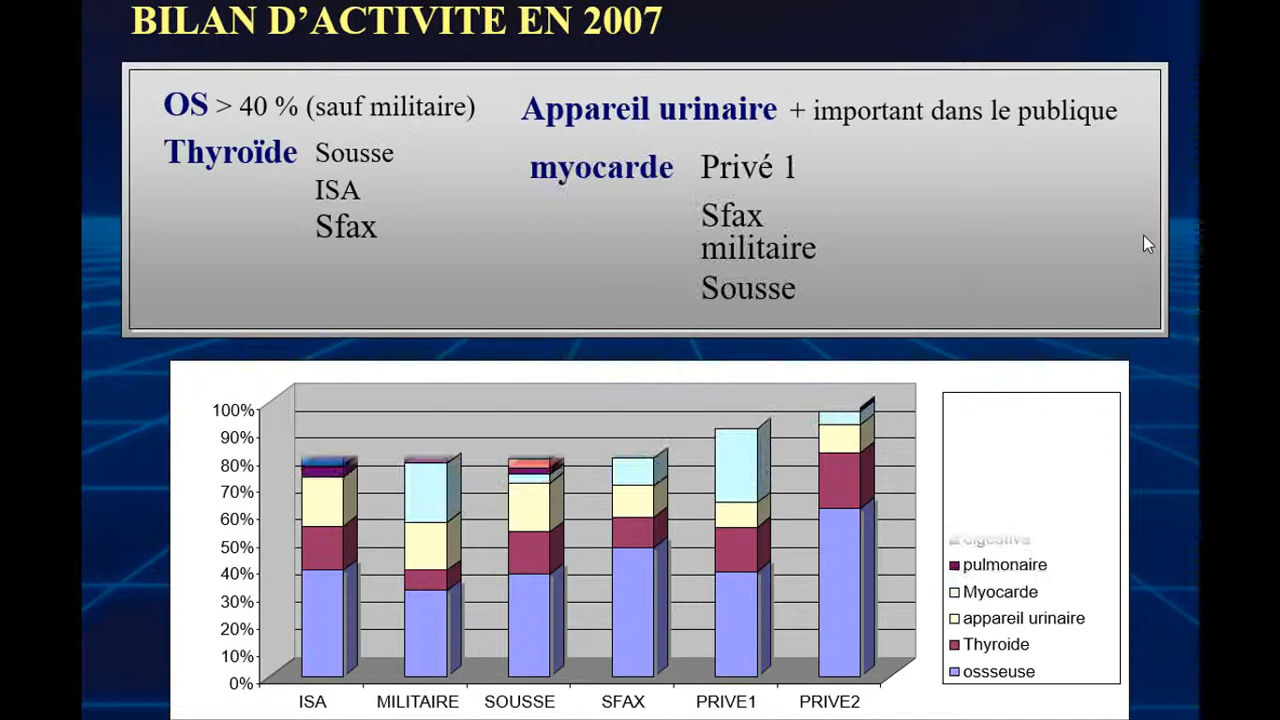 BILAN D’ACTIVITE EN 2007
OS > 40 % (sauf militaire)
Thyroïde Sousse
ISA
Sfax
Appareil urinaire + important dans le publique
myocarde Privé 1
Sfax
militaire
Sousse
100%
90%
80%
70%
60%
50%
40%
30%
20%
10%
0%
ISA MILITAIRE SOUSSE SFAX PRIVE1 PRIVE2
pulmonaire
Myocarde
appareil urinaire
Thyroide
ossseuse